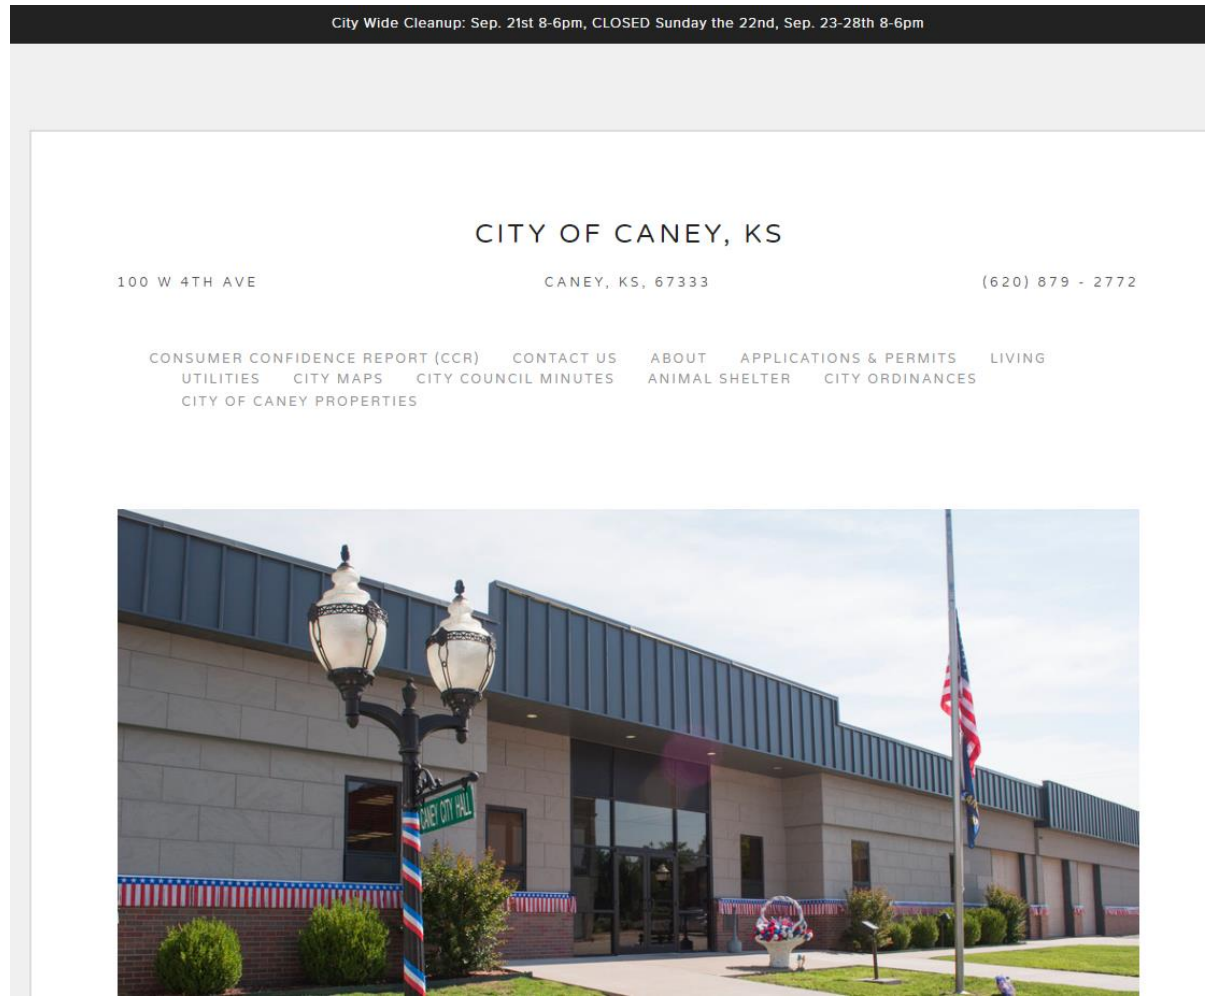 City Wide Cleanup: Sep. 21st 8-6pm, CLOSED Sunday the 22nd, Sep. 23-28th 8-6pm
CITY OF CANEY, KS
100 W 4TH AVE CANEY, KS, 67333 (620) 879 - 2772
CONSUMER CONFIDENCE REPORT (CCR) CONTACT US ABOUT APPLICATIONS & PERMITS LIVING
UTILITIES CITY MAPS CITY COUNCIL MINUTES ANIMAL SHELTER CITY ORDINANCES
CITY OF CANEY PROPERTIES
CANEY CITY HALL